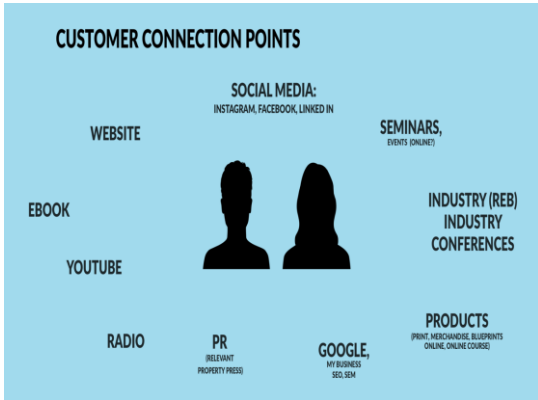 CUSTOMER CONNECTION POINTS
SOCIAL MEDIA:
INSTAGRAM, FACEBOOK, LINKED IN
WEBSITE
SEMINARS,
EVENTS (ONLINE?)
EBOOK
INDUSTRY (REB)
INDUSTRY
CONFERENCES
YOUTUBE
RADIO
PR
(RELEVANT
PROPERTY PRESS)
GOOGLE,
MY BUSINESS
SEO, SEM
PRODUCTS
(PRINT, MERCHANDISE, BLUEPRINTS
ONLINE, ONLINE COURSE)